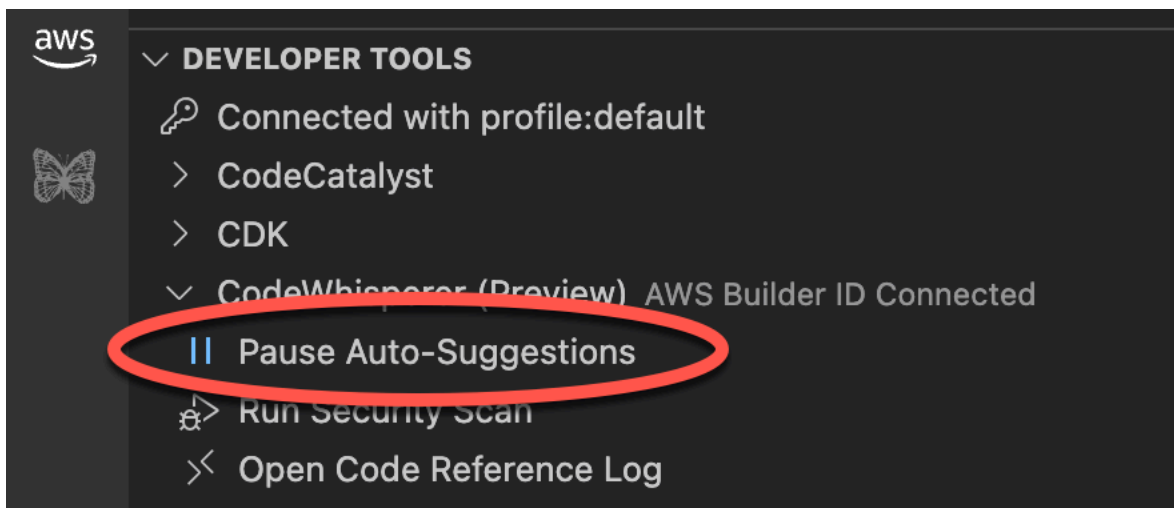 aws
DEVELOPER TOOLS
Connected with profile:default
CodeCatalyst
CDK
CodeWhisperer (Preview) AWS Builder ID Connected
Pause Auto-Suggestions
Run Security Scan
Open Code Reference Log